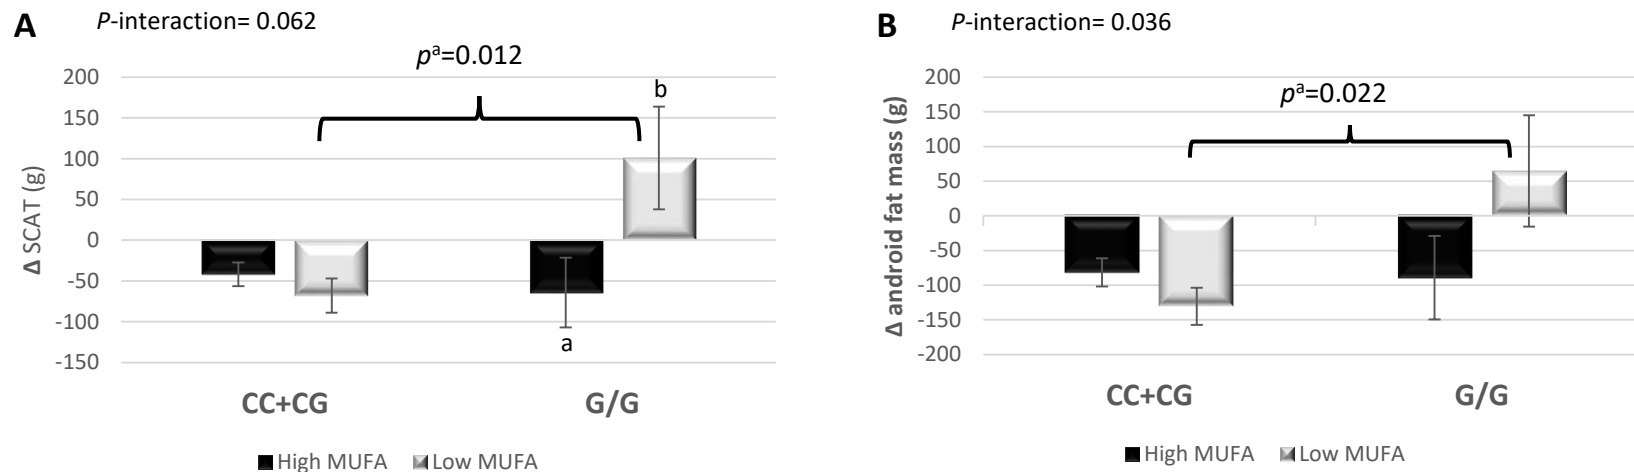 A
P-interaction= 0.062
pᵃ=0.012
200
150
100
50
0
-50
-100
-150
Δ SCAT (g)
b
a
CC+CG
G/G
High MUFA
Low MUFA
B
P-interaction= 0.036
pᵃ=0.022
200
150
100
50
0
-50
-100
-150
-200
Δ android fat mass (g)
CC+CG
G/G
High MUFA
Low MUFA